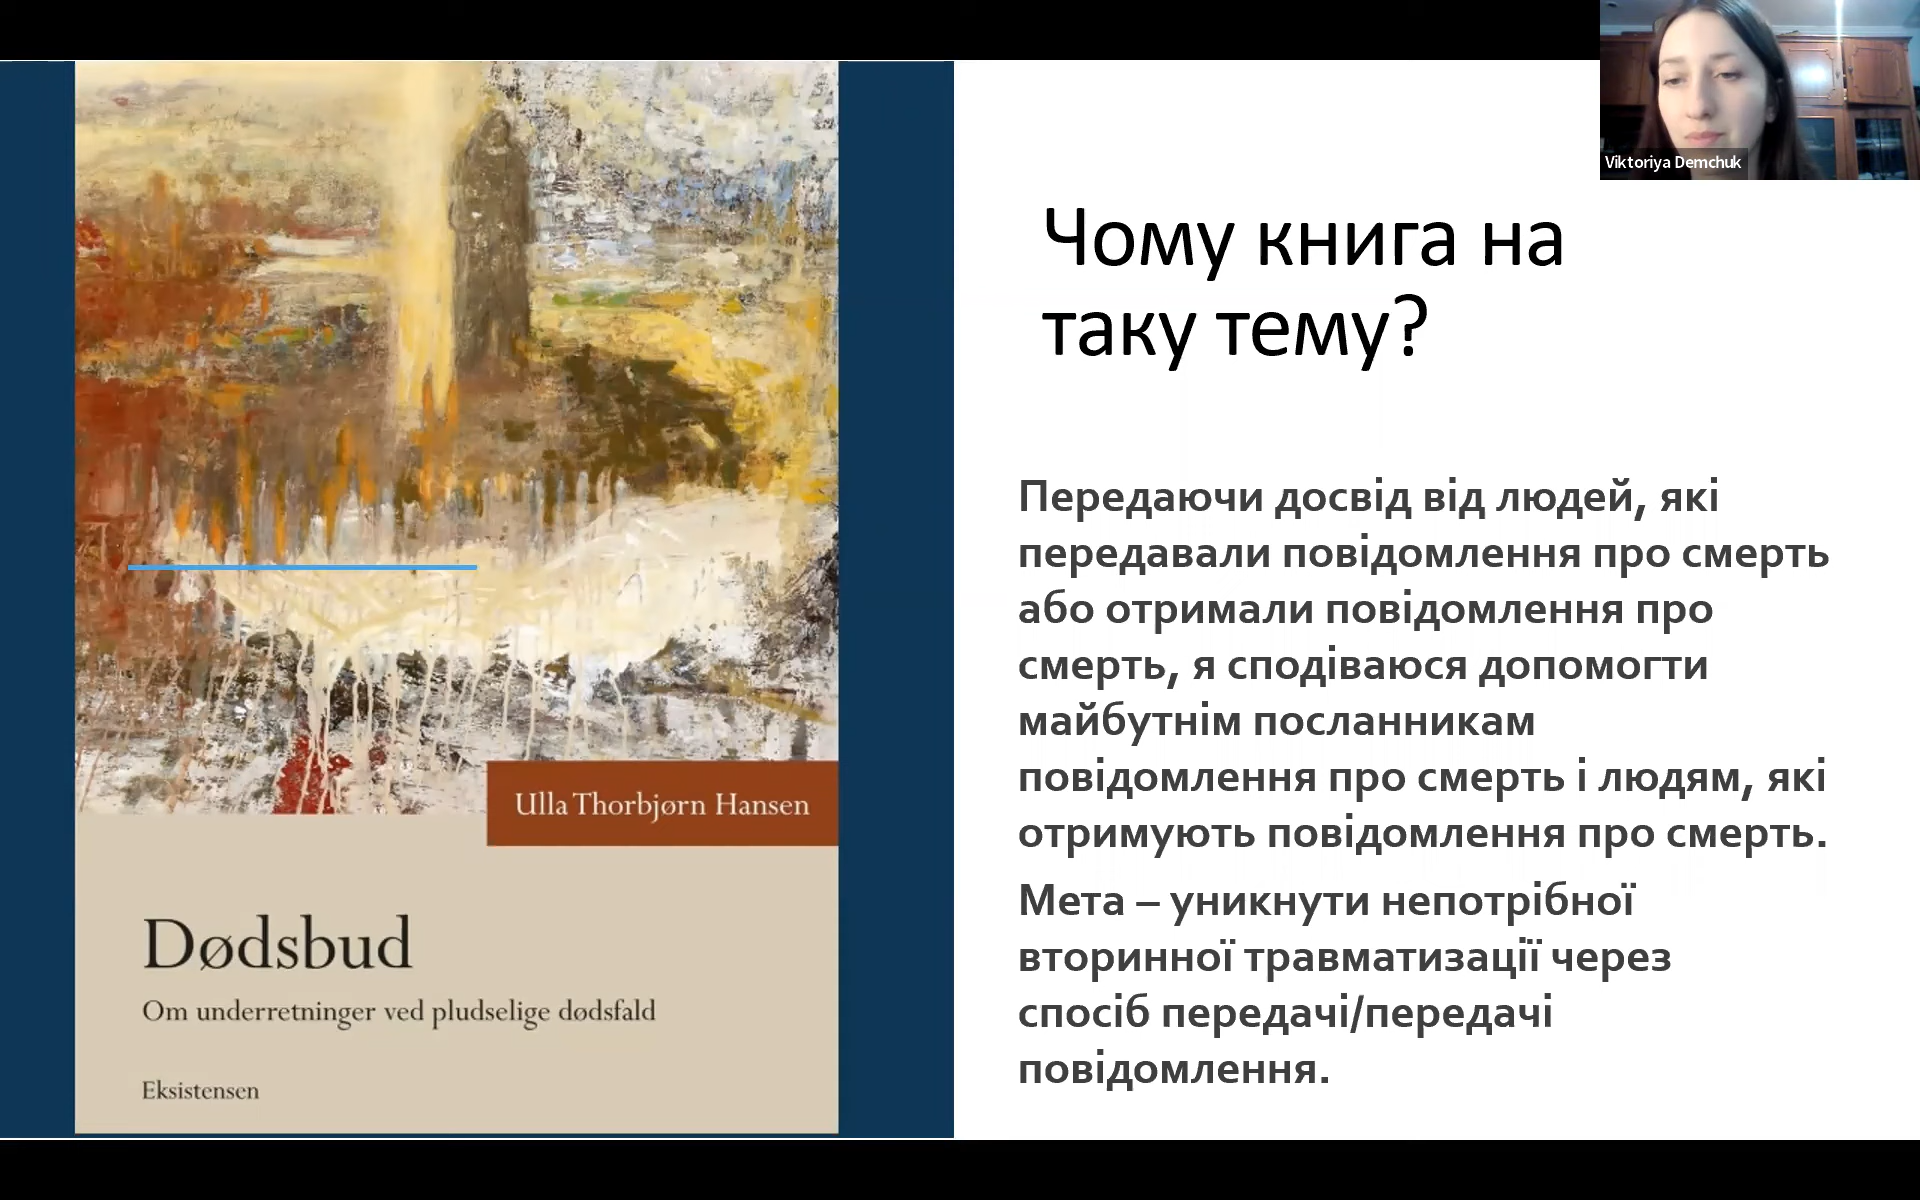 Viktoriya Demchuk
Чому книга на
таку тему?
Передаючи досвід від людей, які
передавали повідомлення про смерть
або отримали повідомлення про
смерть, я сподіваюся допомогти
майбутнім посланникам
повідомлення про смерть і людям, які
отримують повідомлення про смерть.
Мета – уникнути непотрібної
вторинної травматизації через
спосіб передачі/передачі
повідомлення.
Ulla Thorbjørn Hansen
Dødsbud
Om underretninger ved pludselige dødsfald
Eksistensen